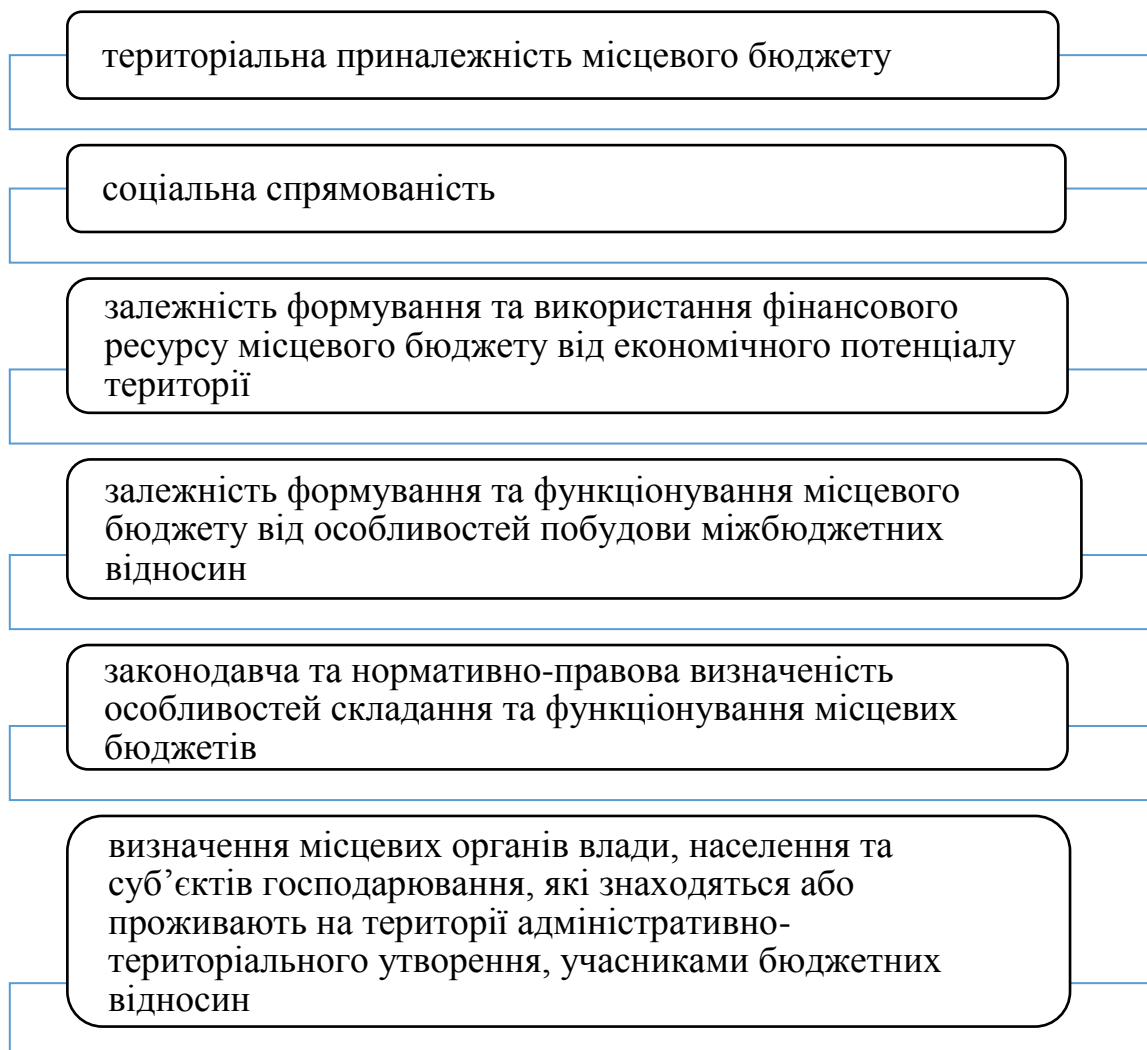 територіальна приналежність місцевого бюджету
соціальна спрямованість
залежність формування та використання фінансового
ресурсу місцевого бюджету від економічного потенціалу
території
залежність формування та функціонування місцевого
бюджету від особливостей побудови міжбюджетних
відносин
законодавча та нормативно-правова визначеність
особливостей складання та функціонування місцевих
бюджетів
визначення місцевих органів влади, населення та
суб’єктів господарювання, які знаходяться або
проживають на території адміністративно-
територіального утворення, учасниками бюджетних
відносин